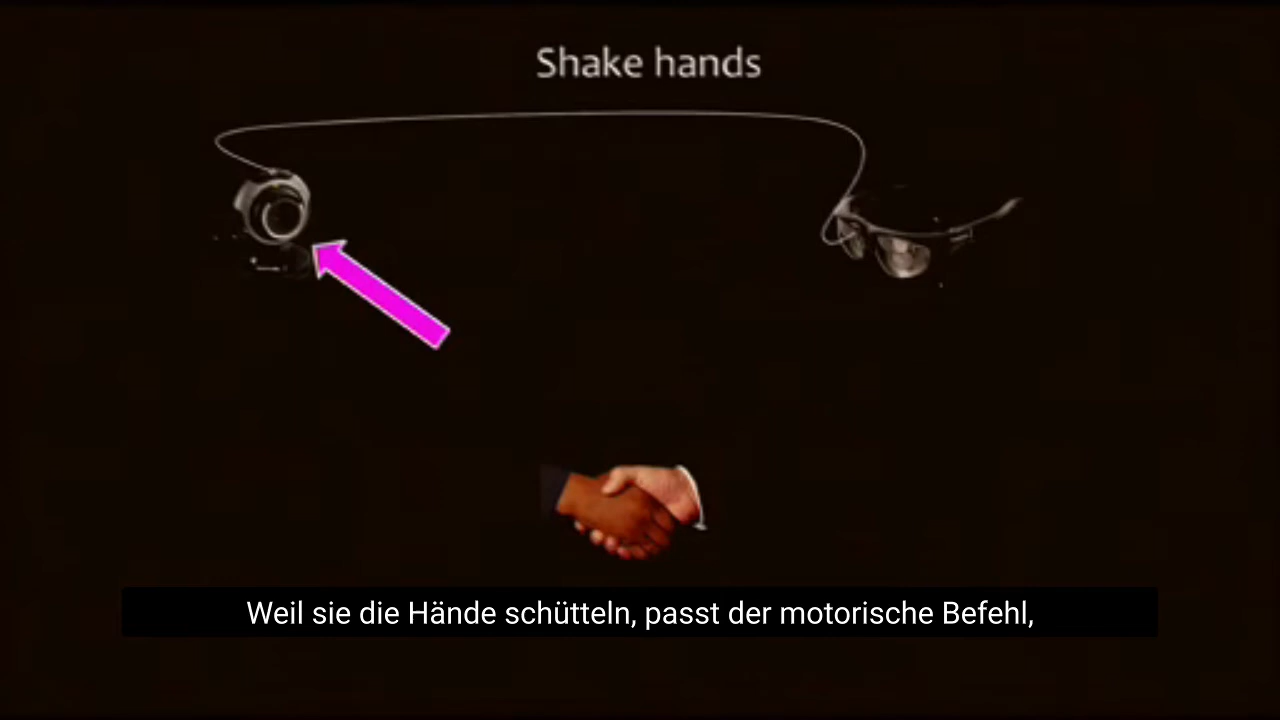 Shake hands
Weil sie die Hände schütteln, passt der motorische Befehl,